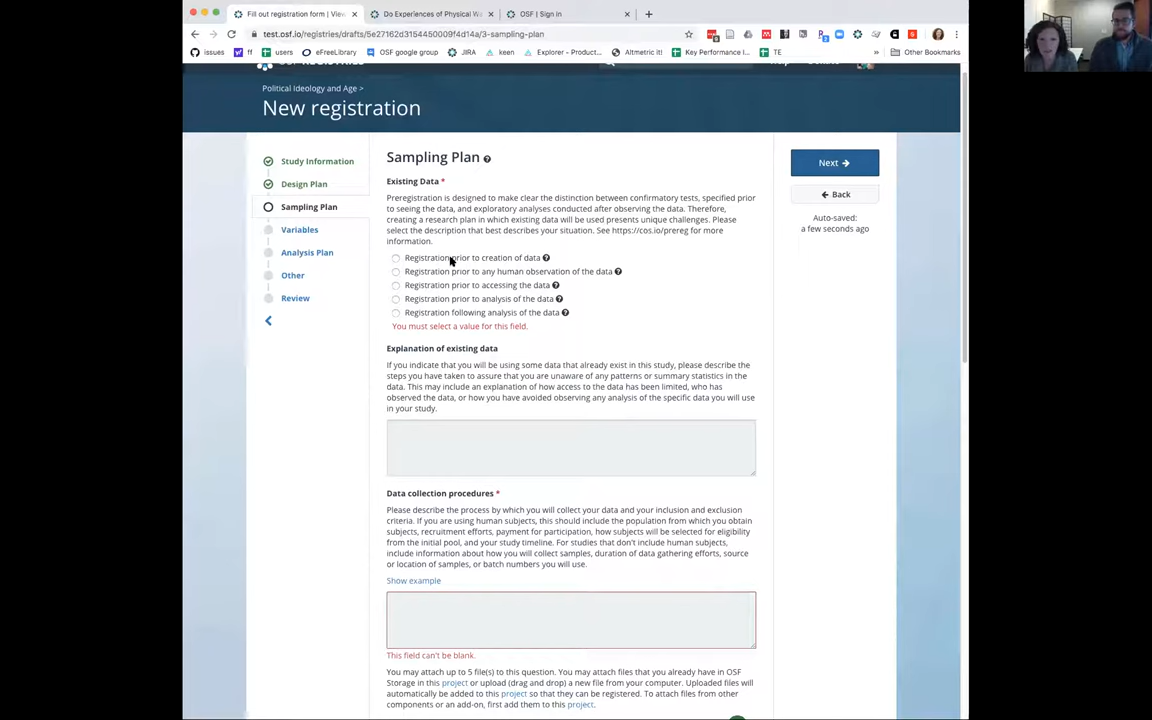 Fill out registration form | View
Do Experiences of Physical W
OSF | Sign in
test.osf.io/registries/drafts/5e27162d3154450009f4d14a/3-sampling-plan
issues
ff
users
eFreeLibrary
OSF google group
JIRA
keen
Explorer - Product...
Altmetric it!
Key Performance I...
TE
Other Bookmarks
Political Ideology and Age >
New registration
Study Information
Design Plan
Sampling Plan
Variables
Analysis Plan
Other
Review
Sampling Plan
Existing Data *
Preregistration is designed to make clear the distinction between confirmatory tests, specified prior
to seeing the data, and exploratory analyses conducted after observing the data. Therefore,
creating a research plan in which existing data will be used presents unique challenges. Please
select the description that best describes your situation. See https://cos.io/prereg for more
information.
Registration prior to creation of data
Registration prior to any human observation of the data
Registration prior to accessing the data
Registration prior to analysis of the data
Registration following analysis of the data
You must select a value for this field.
Explanation of existing data
If you indicate that you will be using some data that already exist in this study, please describe the
steps you have taken to assure that you are unaware of any patterns or summary statistics in the
data. This may include an explanation of how access to the data has been limited, who has
observed the data, or how you have avoided observing any analysis of the specific data you will use
in your study.
Data collection procedures *
Please describe the process by which you will collect your data and your inclusion and exclusion
criteria. If you are using human subjects, this should include the population from which you obtain
subjects, recruitment efforts, payment for participation, how subjects will be selected for eligibility
from the initial pool, and your study timeline. For studies that don't include human subjects,
include information about how you will collect samples, duration of data gathering efforts, source
or location of samples, or batch numbers you will use.
Show example
This field can't be blank.
You may attach up to 5 file(s) to this question. You may attach files that you already have in OSF
Storage in this project or upload (drag and drop) a new file from your computer. Uploaded files will
automatically be added to this project so that they can be registered. To attach files from other
components or an add-on, first add them to this project.
Next
Back
Auto-saved:
a few seconds ago